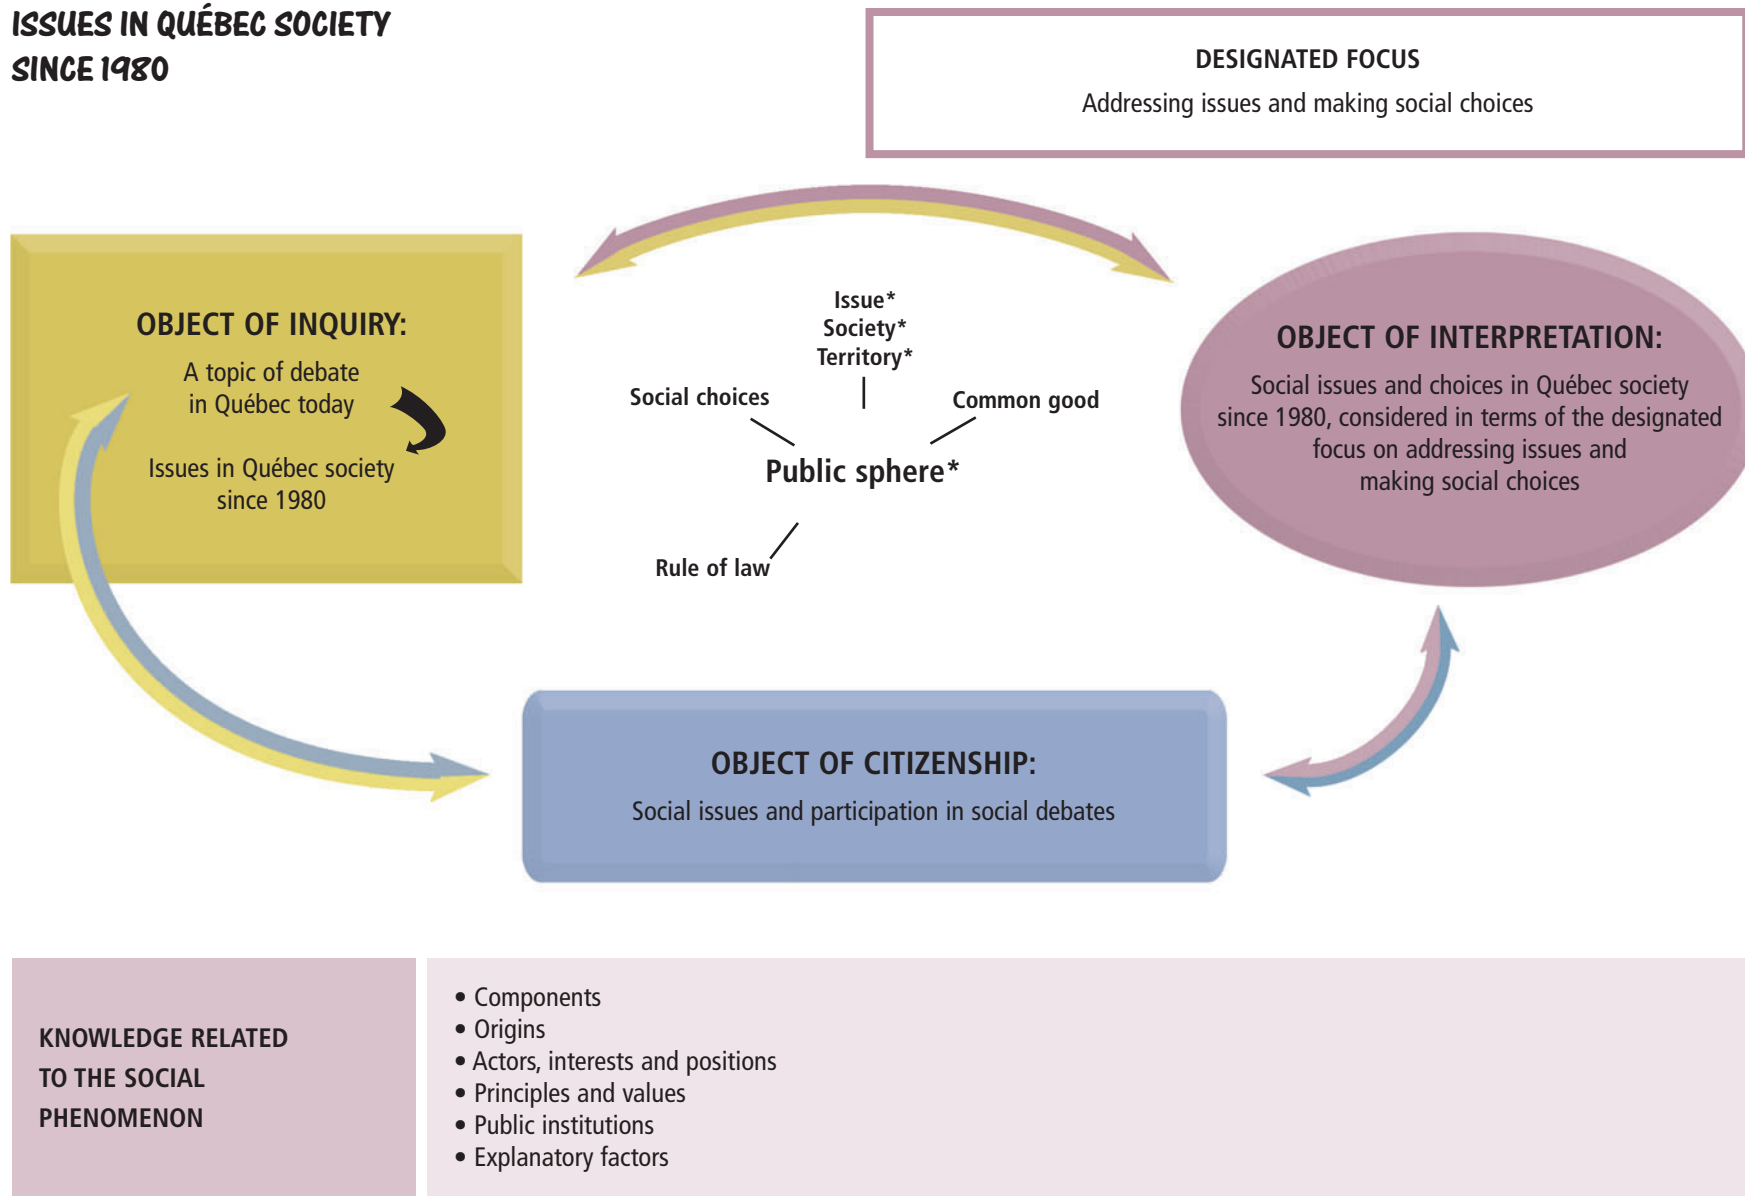 ISSUES IN QUÉBEC SOCIETY
SINCE 1980
DESIGNATED FOCUS
Addressing issues and making social choices
OBJECT OF INQUIRY:
A topic of debate
in Québec today
Issues in Québec society
since 1980
Issue*
Society*
Territory*
Social choices
Common good
Public sphere*
Rule of law
OBJECT OF INTERPRETATION:
Social issues and choices in Québec society
since 1980, considered in terms of the designated
focus on addressing issues and
making social choices
OBJECT OF CITIZENSHIP:
Social issues and participation in social debates
KNOWLEDGE RELATED
TO THE SOCIAL
PHENOMENON
• Components
• Origins
• Actors, interests and positions
• Principles and values
• Public institutions
• Explanatory factors